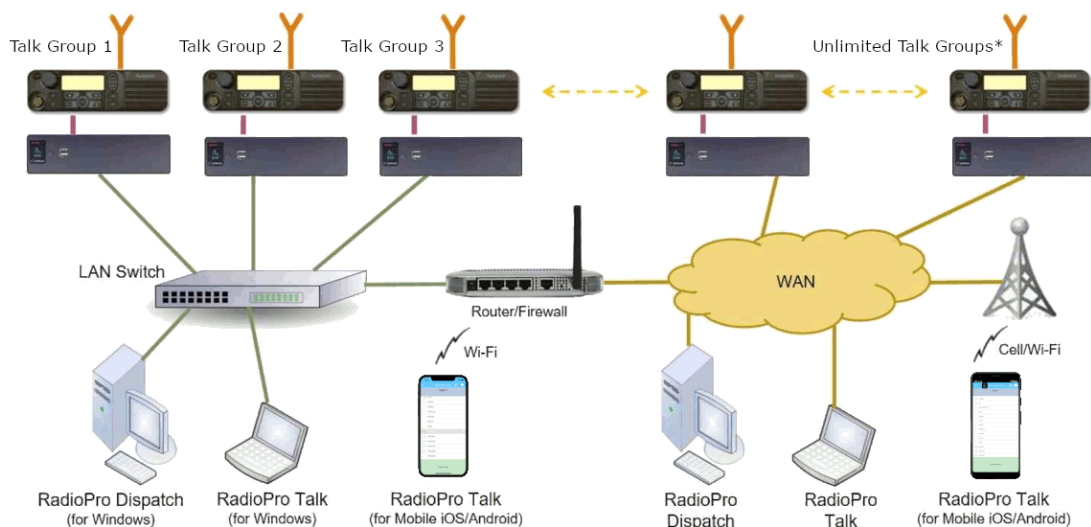 Talk Group 1
Talk Group 2
Talk Group 3
Unlimited Talk Groups*
LAN Switch
Router/Firewall
WAN
Wi-Fi
Cell/Wi-Fi
RadioPro Dispatch
(for Windows)
RadioPro Talk
(for Windows)
RadioPro Talk
(for Mobile iOS/Android)
RadioPro
Dispatch
RadioPro
Talk
RadioPro Talk
(for Mobile iOS/Android)